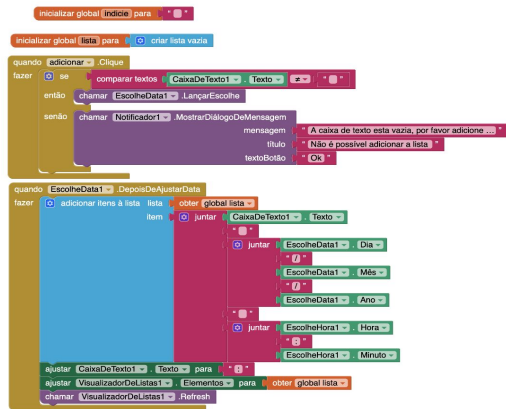 inicializar global indicie para " "
inicializar global lista para criar lista vazia
quando adicionar .Clique
fazer se comparar textos CaixaDeTexto1 . Texto ≠ " "
então chamar EscolheData1 .LançarEscolhe
senão chamar Notificador1 .MostrarDiálogoDeMensagem
mensagem " A caixa de texto esta vazia, por favor adicione ... "
título " Não é possível adicionar a lista "
textoBotão " Ok "
quando EscolheData1 .DepoisDeAjustarData
fazer adicionar itens à lista lista obter global lista
item juntar CaixaDeTexto1 . Texto
" "
juntar EscolheData1 . Dia
" / "
EscolheData1 . Mês
" / "
EscolheData1 . Ano
" "
juntar EscolheHora1 . Hora
" : "
EscolheHora1 . Minuto
ajustar CaixaDeTexto1 . Texto para " "
ajustar VisualizadorDeListas1 . Elementos para obter global lista
chamar VisualizadorDeListas1 .Refresh